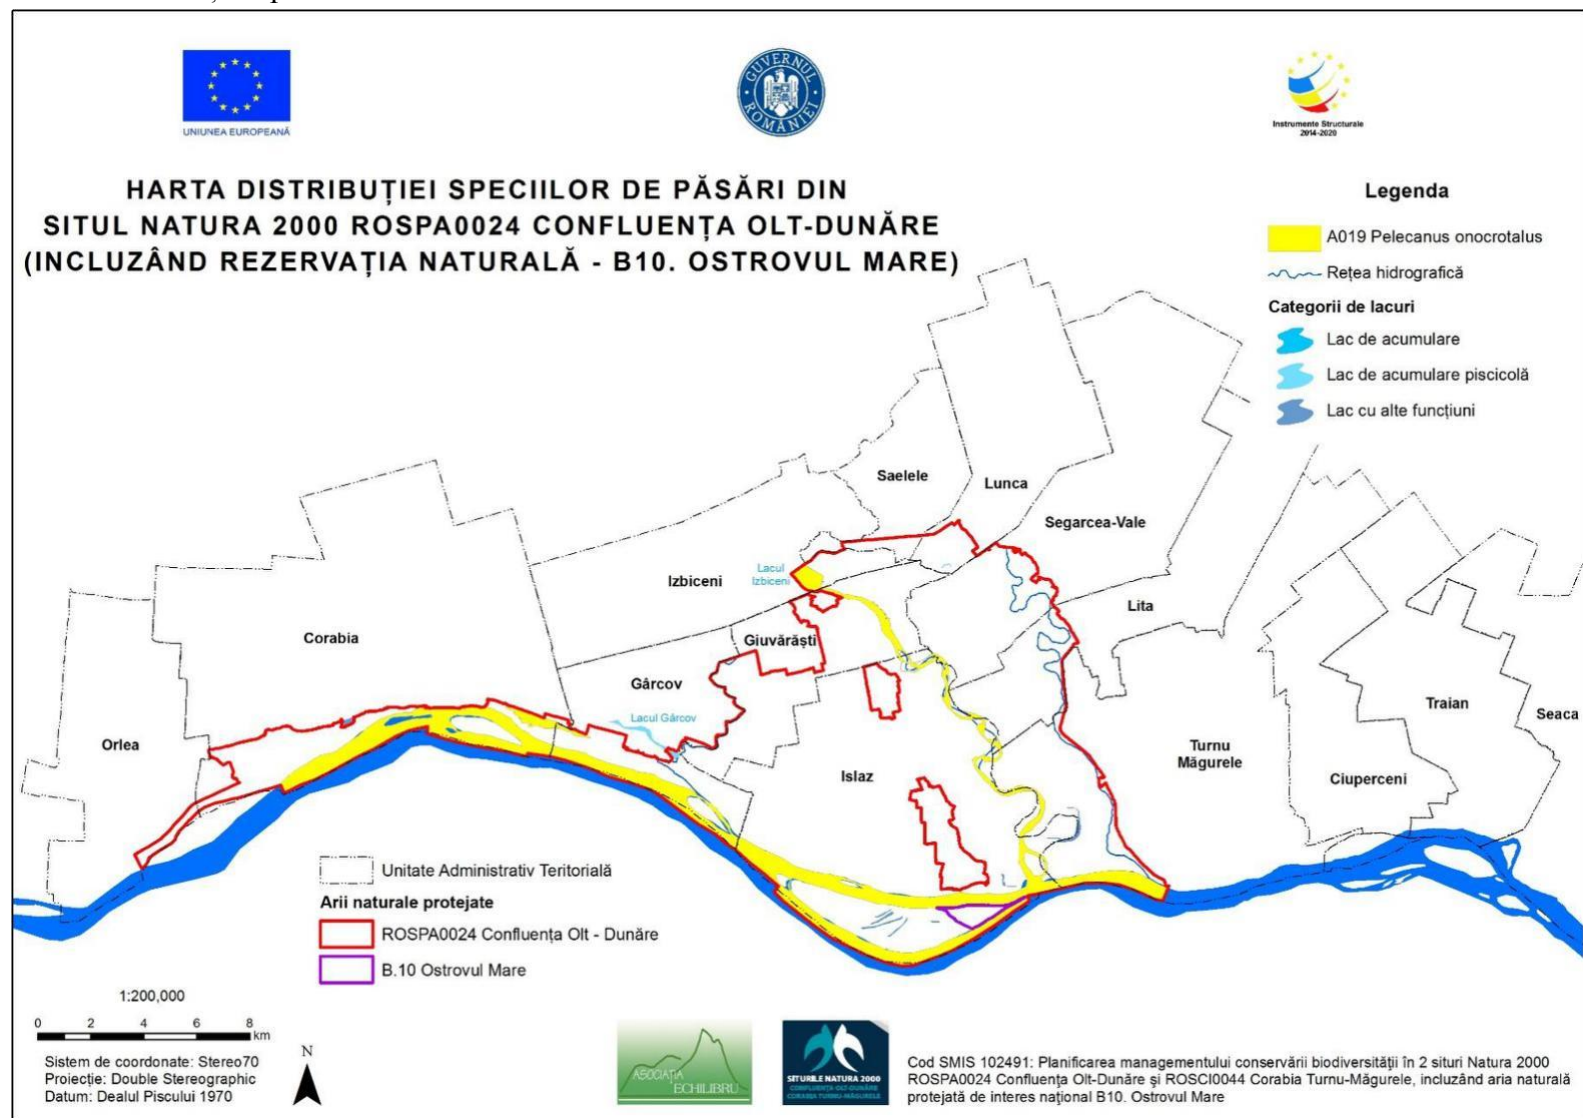 UNIUNEA EUROPEANĂ
GUVERNUL ROMÂNIEI
Instrumente Structurale
2014-2020
HARTA DISTRIBUȚIEI SPECIILOR DE PĂSĂRI DIN
SITUL NATURA 2000 ROSPA0024 CONFLUENȚA OLT-DUNĂRE
(INCLUZÂND REZERVAȚIA NATURALĂ - B10. OSTROVUL MARE)
Legenda
A019 Pelecanus onocrotalus
Rețea hidrografică
Categorii de lacuri
Lac de acumulare
Lac de acumulare piscicolă
Lac cu alte funcțiuni
Saelele
Lunca
Segarcea-Vale
Izbiceni
Lacul
Izbiceni
Lita
Corabia
Giuvărăști
Gârcov
Lacul Gârcov
Orlea
Islaz
Turnu
Măgurele
Traian
Seaca
Ciuperceni
Unitate Administrativ Teritorială
Arii naturale protejate
ROSPA0024 Confluența Olt - Dunăre
B.10 Ostrovul Mare
1:200,000
0 2 4 6 8
km
Sistem de coordonate: Stereo70
Proiecție: Double Stereographic
Datum: Dealul Piscului 1970
N
ASOCIAȚIA
ECHILIBRU
SITURILE NATURA 2000
CONFLUENȚA OLT-DUNĂRE
CORABIA TURNU-MĂGURELE
Cod SMIS 102491: Planificarea managementului conservării biodiversității în 2 situri Natura 2000
ROSPA0024 Confluența Olt-Dunăre și ROSCI0044 Corabia Turnu-Măgurele, incluzând aria naturală
protejată de interes național B10. Ostrovul Mare